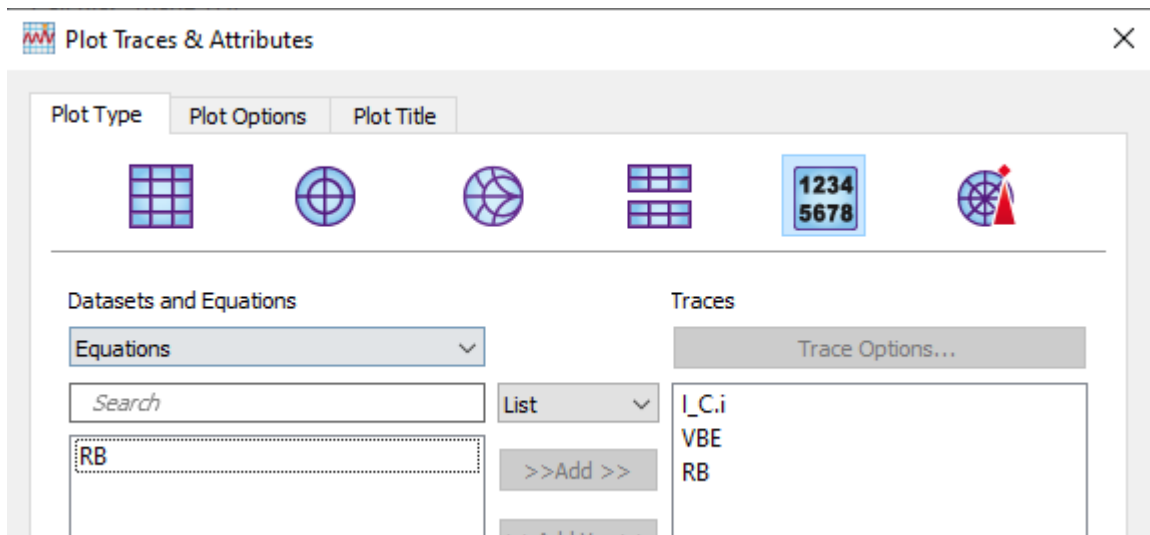 Plot Traces & Attributes
Plot Type Plot Options Plot Title
1234
5678
Datasets and Equations
Traces
Equations
Trace Options...
Search
List
I_C.i
VBE
RB
RB
>>Add >>